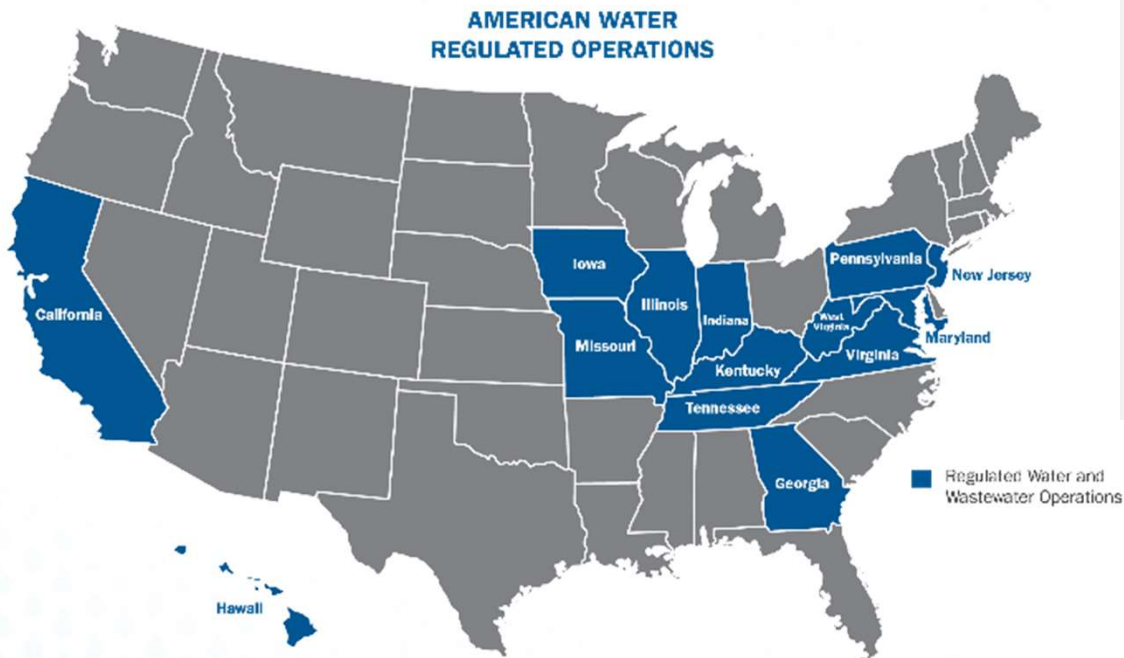 AMERICAN WATER
REGULATED OPERATIONS
Iowa
Pennsylvania
New Jersey
Illinois
Indiana
California
West
Virginia
Maryland
Missouri
Virginia
Kentucky
Tennessee
Georgia
Regulated Water and
Wastewater Operations
Hawaii